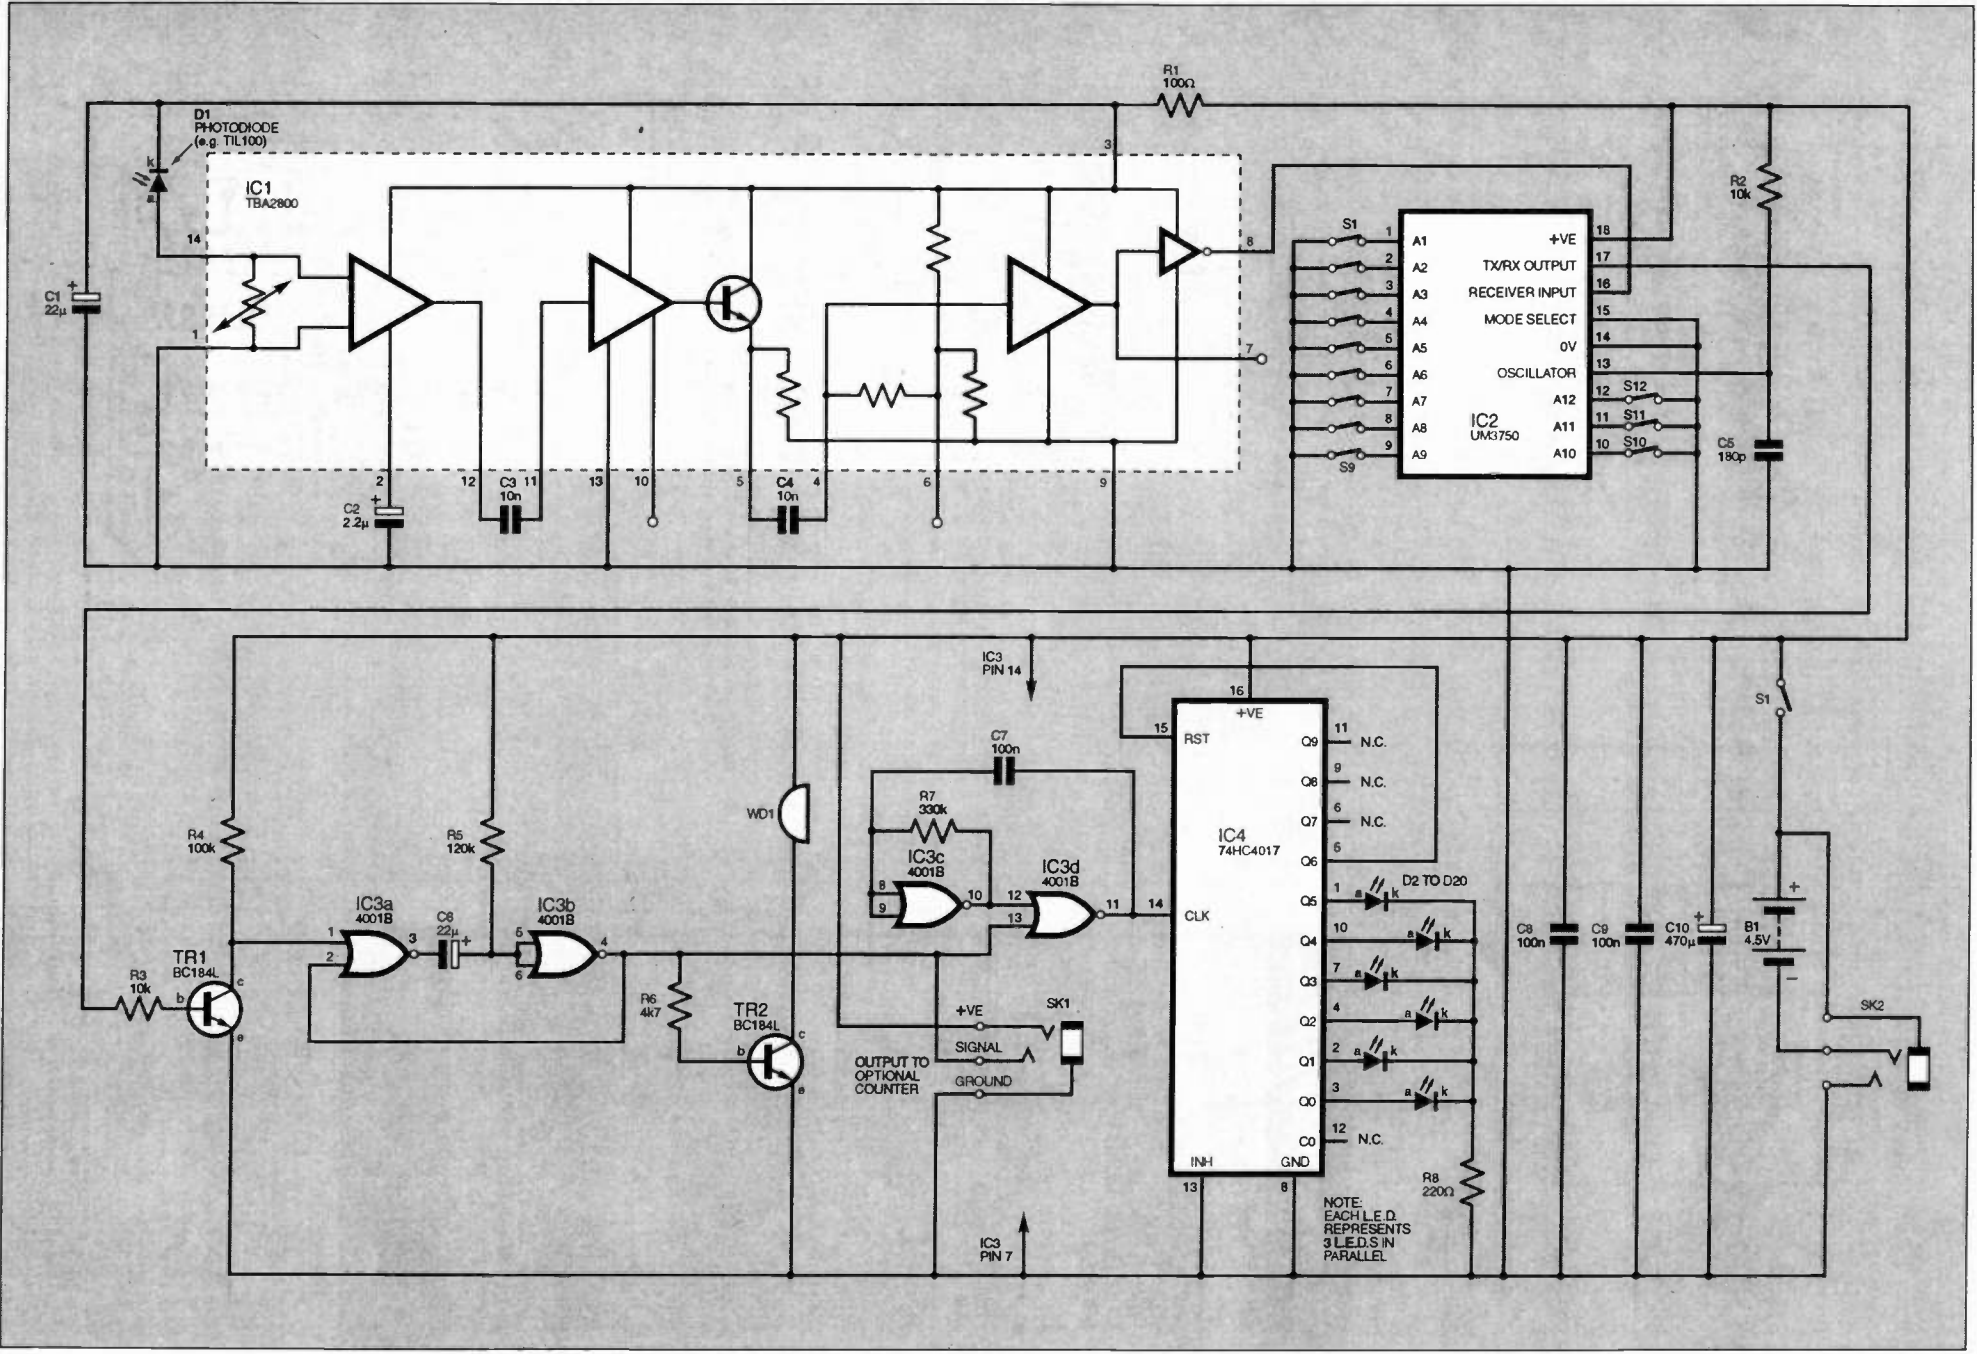 R1
100Ω
D1
PHOTODIODE
(e.g. TIL100)
k
a
3
IC1
TBA2800
14
1
C1
+
22µ
8
7
2
12
C3
10n
11
13
10
5
C4
10n
4
6
9
+
C2
2.2µ
S1
1
2
3
4
5
6
7
8
9
S9
A1
A2
A3
A4
A5
A6
A7
A8
A9
+VE
TX/RX OUTPUT
RECEIVER INPUT
MODE SELECT
0V
OSCILLATOR
A12
A11
A10
IC2
UM3750
18
17
16
15
14
13
12
11
10
S12
S11
S10
R2
10k
C5
180p
R4
100k
R3
10k
TR1
BC184L
b
c
e
IC3a
4001B
1
2
3
C6
22µ
+
R5
120k
IC3b
4001B
5
6
4
R6
4k7
WD1
TR2
BC184L
b
c
e
IC3
PIN 14
C7
100n
R7
330k
IC3c
4001B
8
9
10
IC3d
4001B
12
13
11
+VE
SIGNAL
GROUND
SK1
OUTPUT TO
OPTIONAL
COUNTER
IC3
PIN 7
16
+VE
15
RST
14
CLK
IC4
74HC4017
Q9 11 N.C.
Q8 9 N.C.
Q7 6 N.C.
Q6 5
Q5 1 a k
D2 TO D20
Q4 10 a k
Q3 7 a k
Q2 4 a k
Q1 2 a k
Q0 3 a k
C0 12 N.C.
INH
GND
13
8
R8
220Ω
NOTE:
EACH L.E.D.
REPRESENTS
3 L.E.D.S IN
PARALLEL
C8
100n
C9
100n
+
C10
470µ
S1
+
B1
4.5V
−
SK2